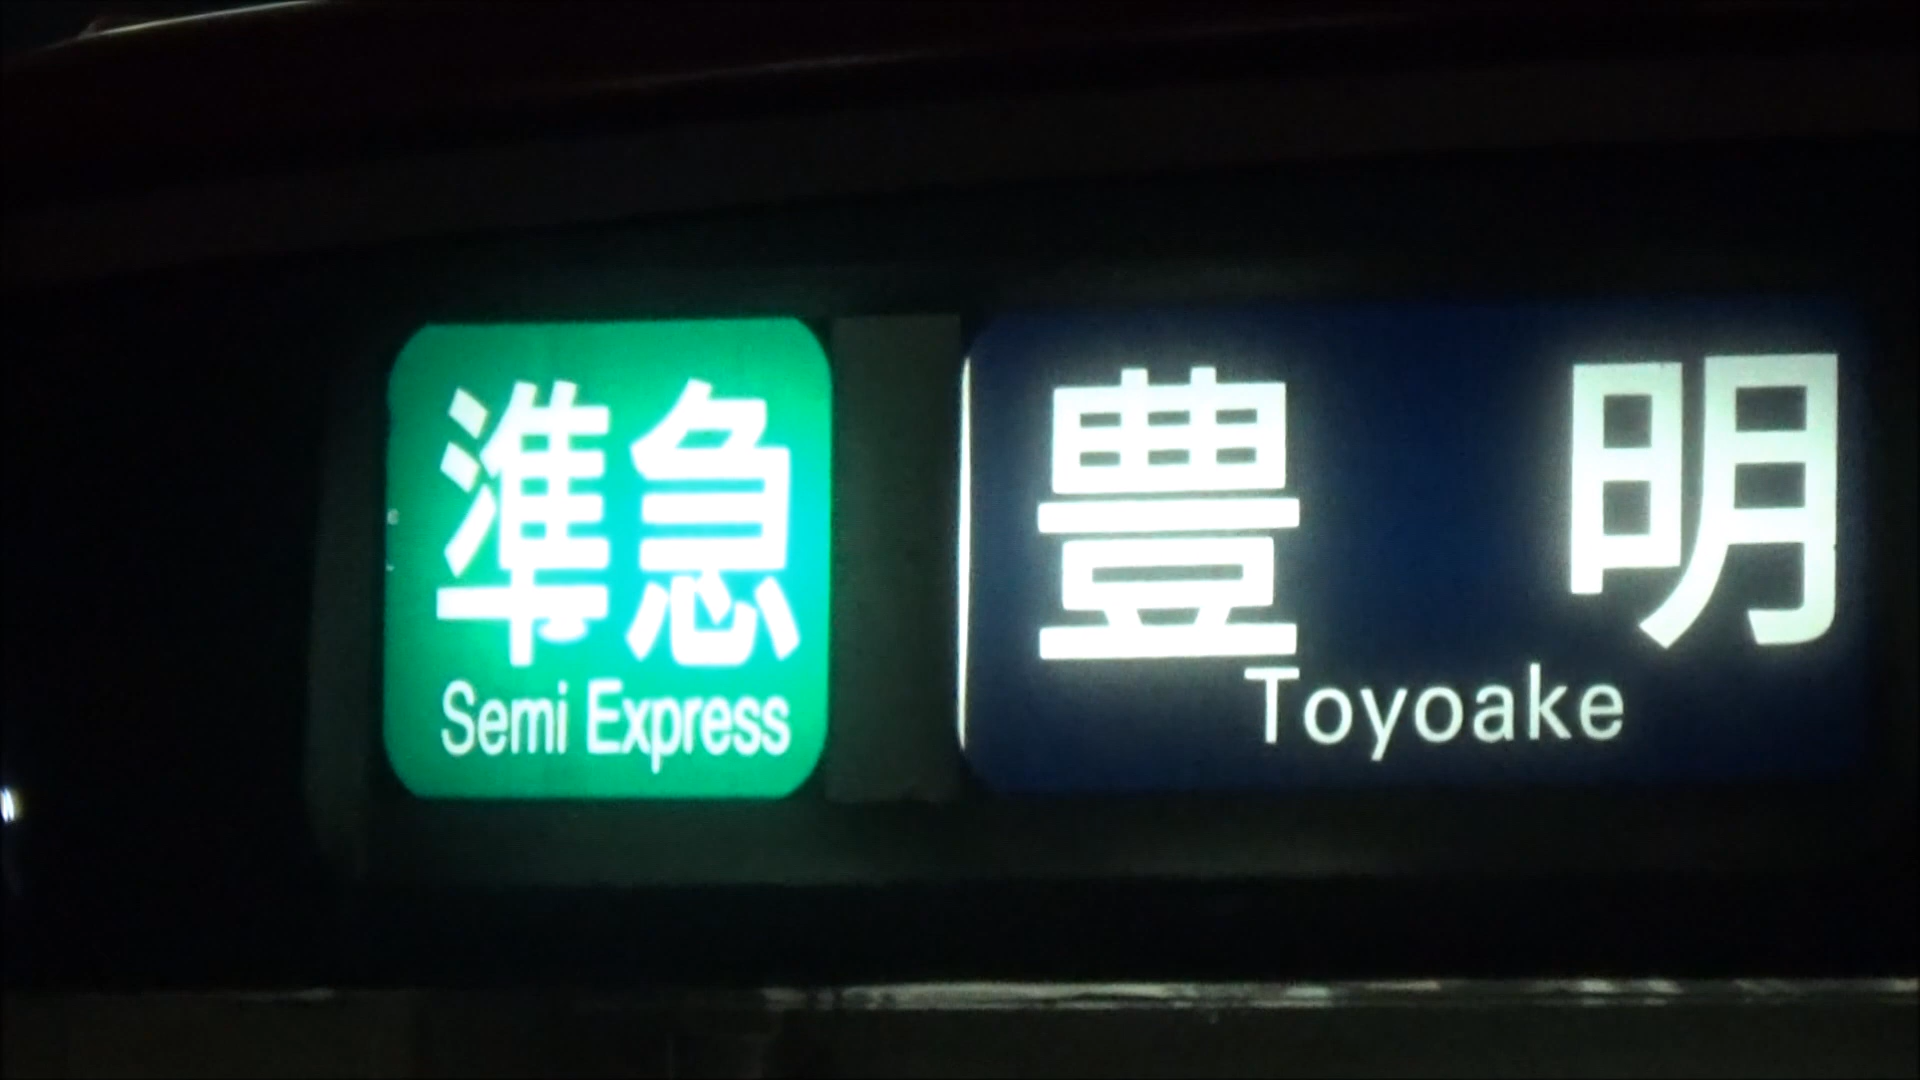 準急
Semi Express
豊明
Toyoake